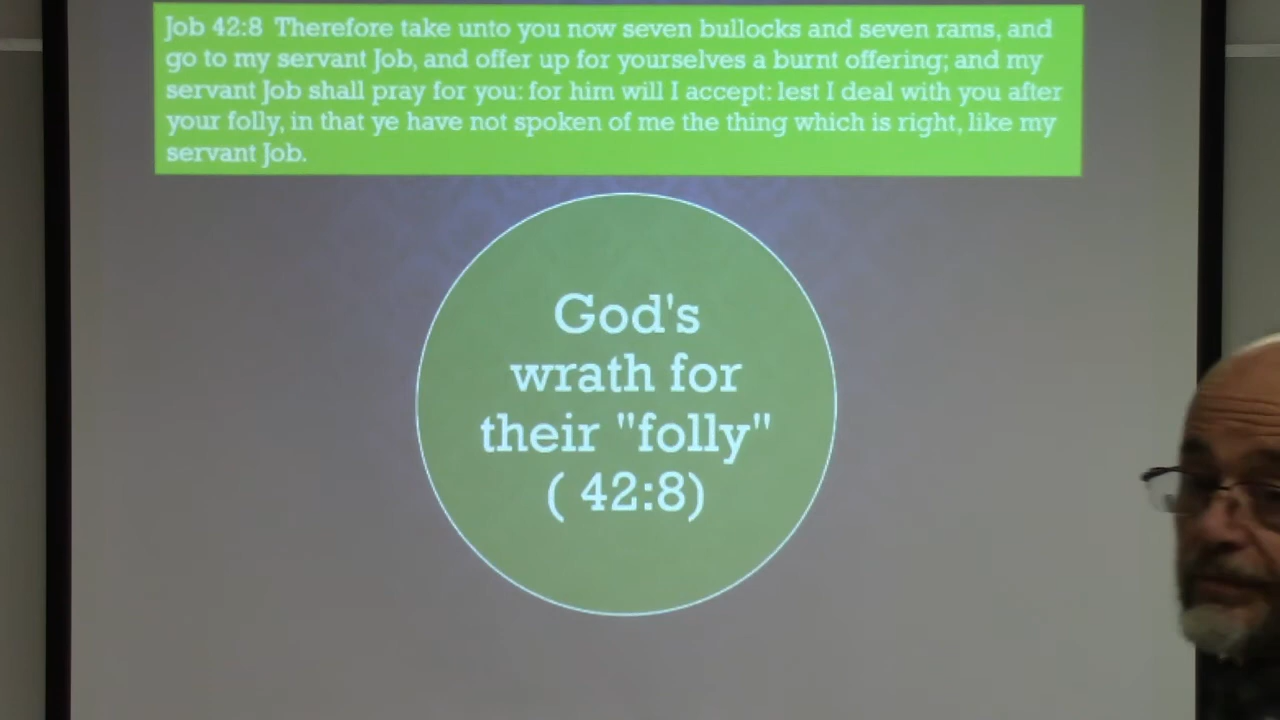 Job 42:8 Therefore take unto you now seven bullocks and seven rams, and
go to my servant Job, and offer up for yourselves a burnt offering; and my
servant Job shall pray for you: for him will I accept: lest I deal with you after
your folly, in that ye have not spoken of me the thing which is right, like my
servant Job.
God's
wrath for
their "folly"
( 42:8)